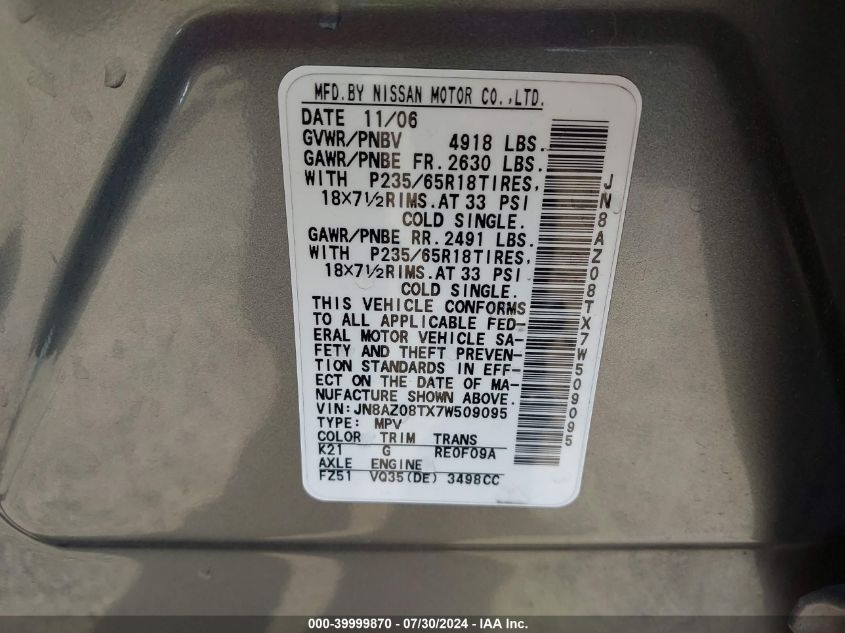 MFD.BY NISSAN MOTOR CO.,LTD.
DATE 11/06
GVWR/PNBV 4918 LBS.
GAWR/PNBE FR. 2630 LBS.
WITH P235/65R18TIRES,
18×7½RIMS.AT 33 PSI
COLD SINGLE.
GAWR/PNBE RR. 2491 LBS.
WITH P235/65R18TIRES,
18×7½RIMS.AT 33 PSI
COLD SINGLE.
THIS VEHICLE CONFORMS
TO ALL APPLICABLE FED-
ERAL MOTOR VEHICLE SA-
FETY AND THEFT PREVEN-
TION STANDARDS IN EFF-
ECT ON THE DATE OF MA-
NUFACTURE SHOWN ABOVE.
VIN:JN8AZ08TX7W509095
TYPE: MPV
COLOR TRIM TRANS
K21 G RE0F09A
AXLE ENGINE
FZ51 VQ35(DE) 3498CC
JN8AZ08TX7W509095
000-39999870 - 07/30/2024 - IAA Inc.